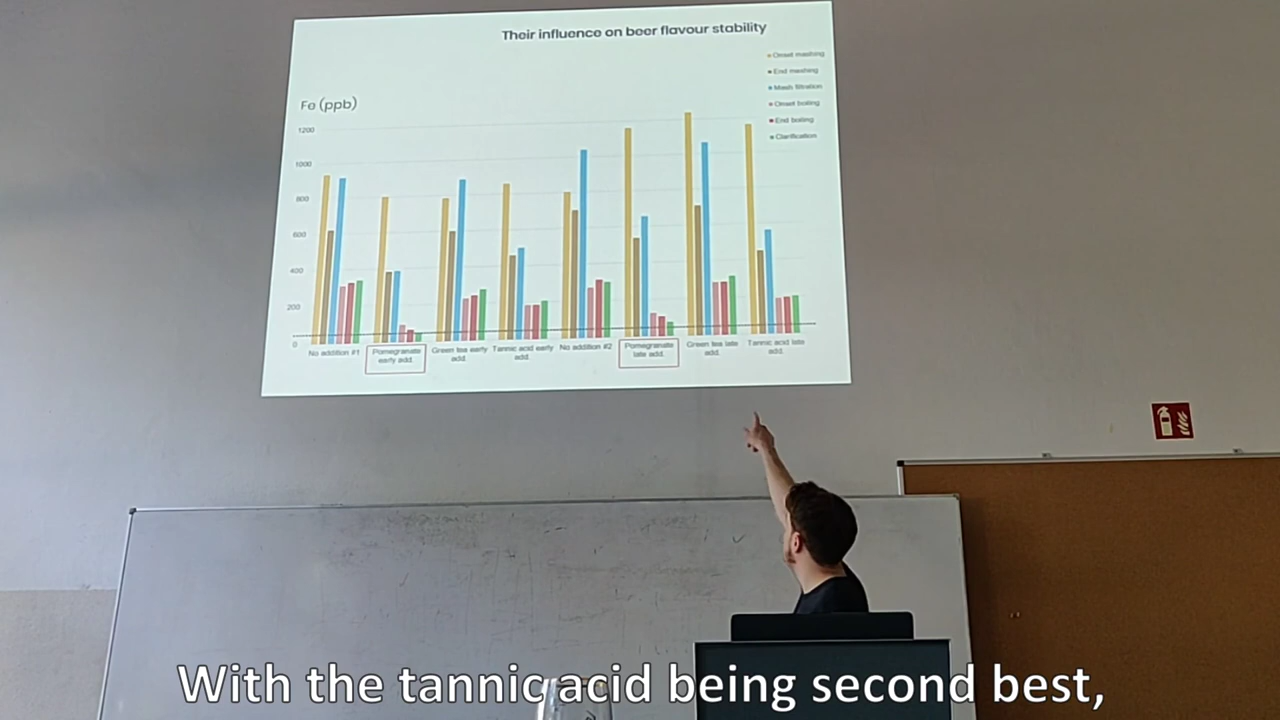 Their influence on beer flavour stability
Onset mashing
End mashing
Mash filtration
Onset boiling
End boiling
Clarification
Fe (ppb)
1200
1000
800
600
400
200
0
No addition #1
Pomegranate
early add.
Green tea early
add.
Tannic acid early
add.
No addition #2
Pomegranate
late add.
Green tea late
add.
Tannic acid late
add.
With the tannic acid being second best,